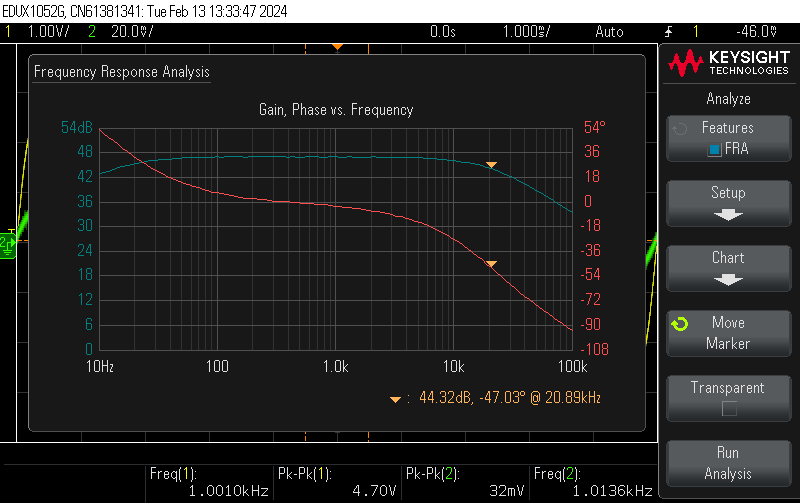 EDUX1052G, CN61381341: Tue Feb 13 13:33:47 2024
1 1.00V/ 2 20.0V/ 0.0s 1.000s/ Auto 1 -46.0V
KEYSIGHT
TECHNOLOGIES
Analyze
Frequency Response Analysis
Gain, Phase vs. Frequency
54dB 54°
48 36
42 18
36 0
30 -18
24 -36
18 -54
12 -72
6 -90
0 -108
10Hz 100 1.0k 10k 100k
: 44.32dB, -47.03° @ 20.89kHz
2
Features
FRA
Setup
Chart
Move
Marker
Transparent
Run
Analysis
Freq(1): Pk-Pk(1): Pk-Pk(2): Freq(2):
1.0010kHz 4.70V 32mV 1.0136kHz